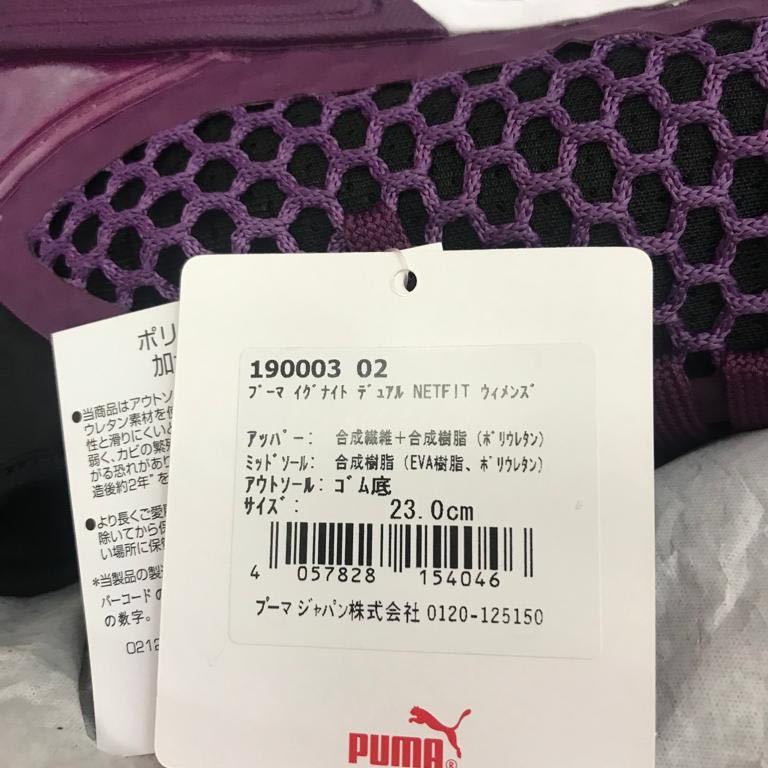 190003 02
ﾌﾟｰﾏ ｲｸﾞﾅｲﾄ ﾃﾞｭｱﾙ NETFIT ｳｨﾒﾝｽﾞ
ｱｯﾊﾟｰ: 合成繊維＋合成樹脂 (ﾎﾟﾘｳﾚﾀﾝ)
ﾐｯﾄﾞｿｰﾙ: 合成樹脂 (EVA樹脂、ﾎﾟﾘｳﾚﾀﾝ)
ｱｳﾄｿｰﾙ: ｺﾞﾑ底
ｻｲｽﾞ: 23.0cm
4 057828 154046
ﾌﾟｰﾏ ｼﾞｬﾊﾟﾝ株式会社 0120-125150
PUMA®
ポリ
加
●当商品はアウトソ
ウレタン素材を使
性と滑りにくいと
弱く、カビの繁殖
がる恐れがあり
造後約2年"を
●より長くご愛用
除いてから保
い場所に保
*当製品の製造
バーコードの
の数字。
0212